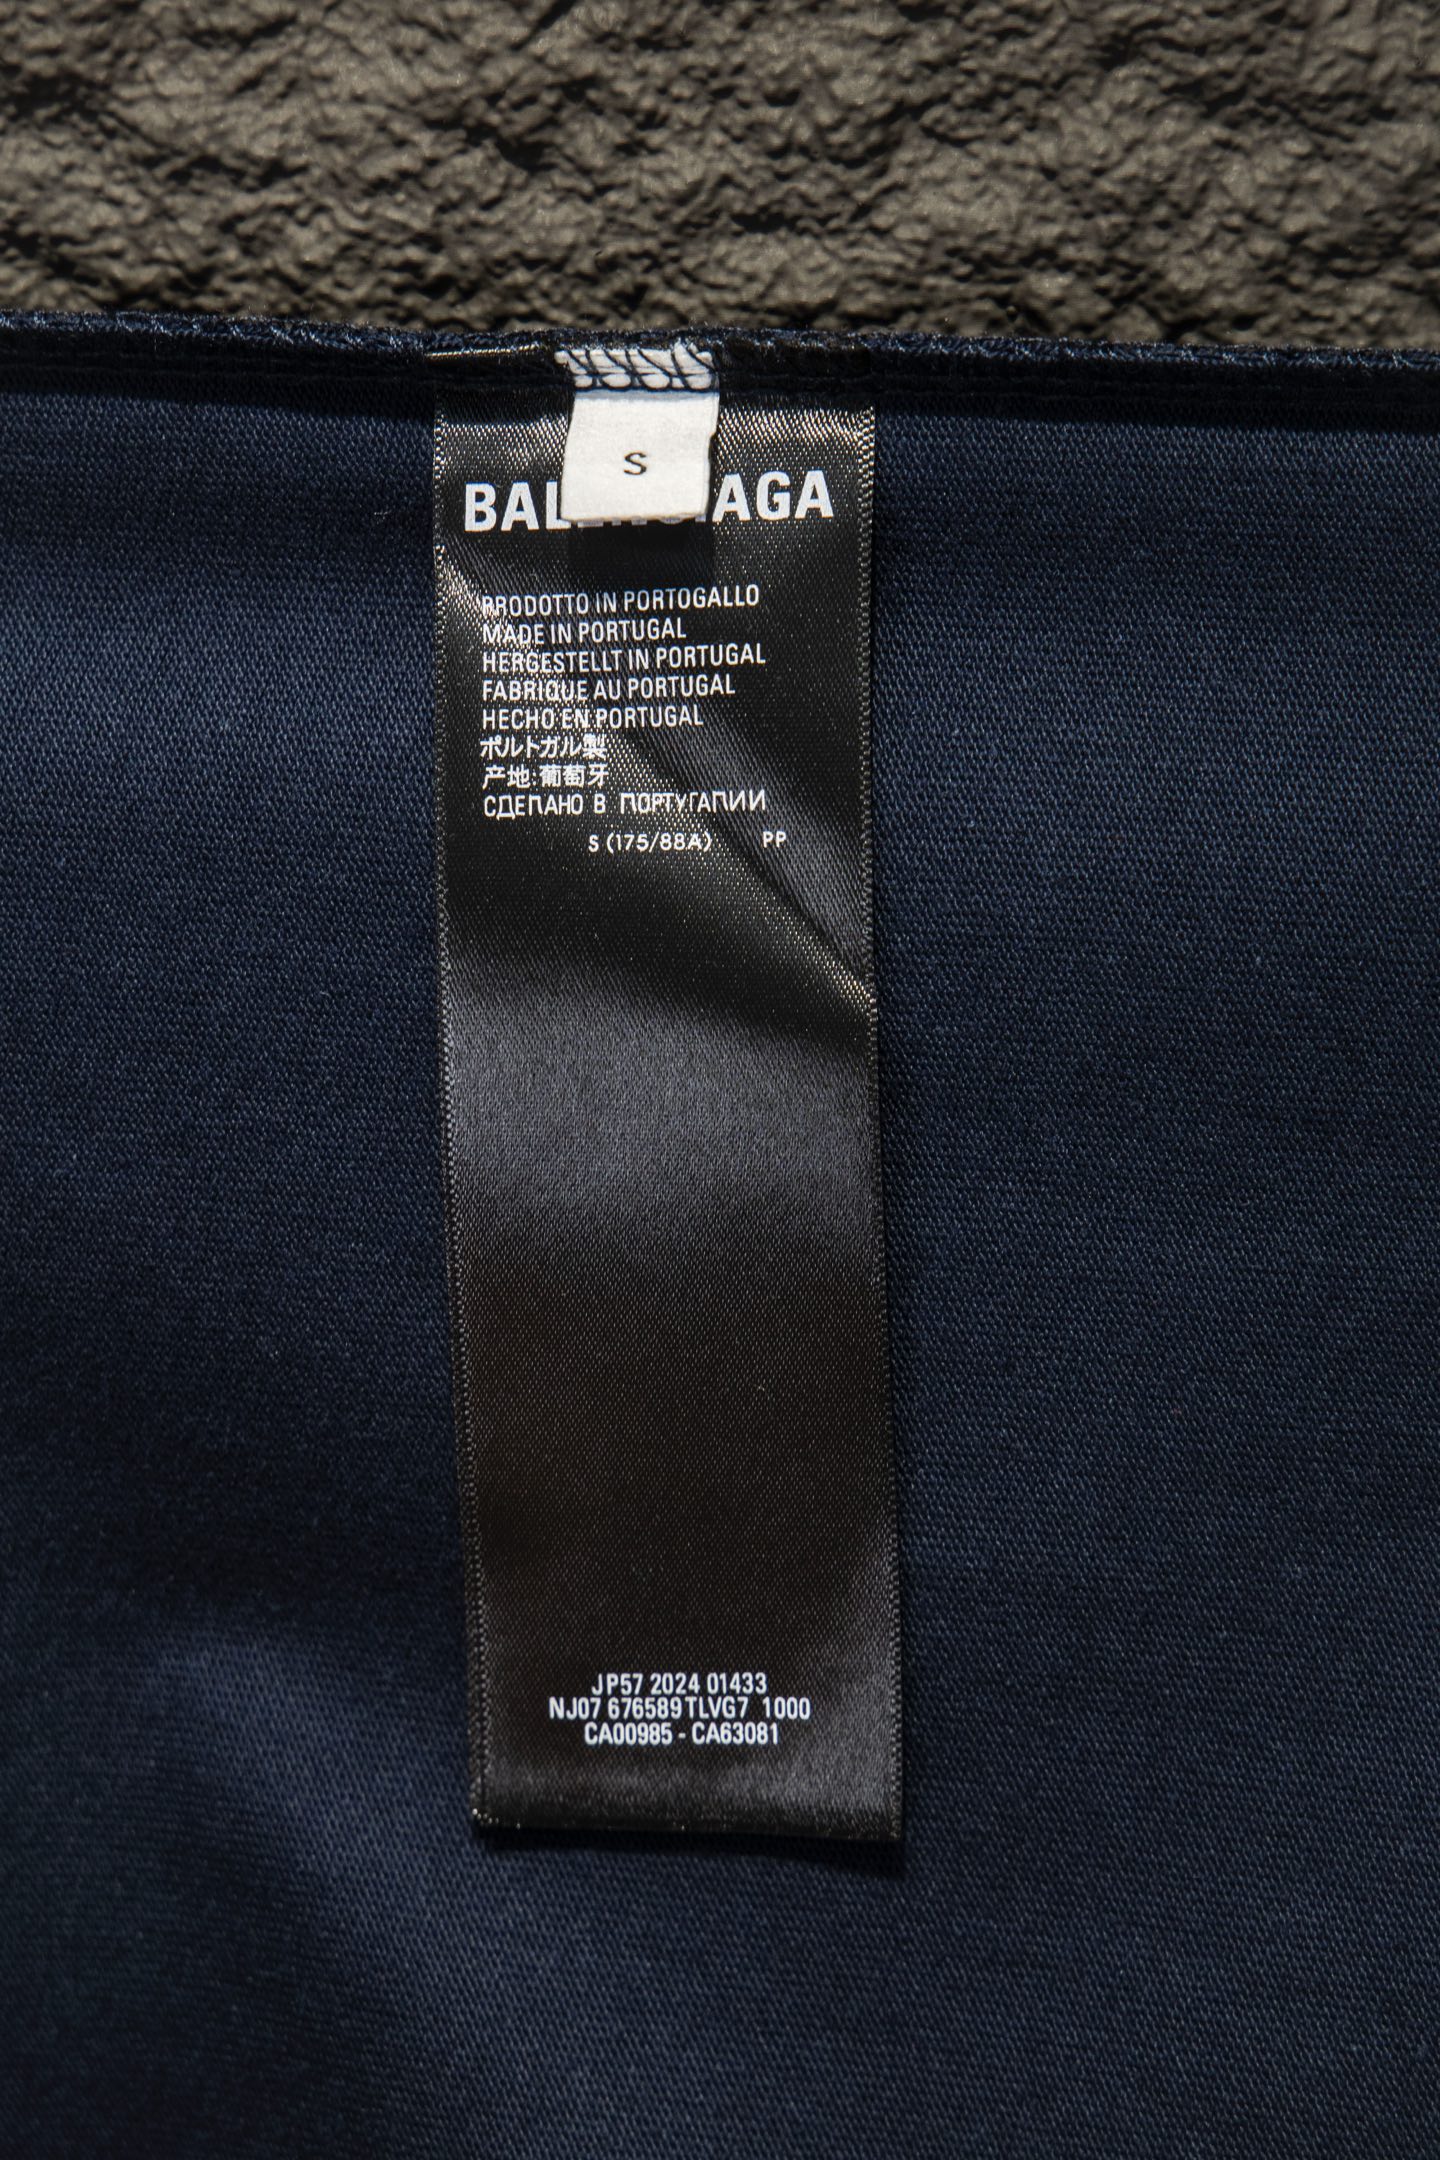 S
BALENCIAGA
PRODOTTO IN PORTOGALLO
MADE IN PORTUGAL
HERGESTELLT IN PORTUGAL
FABRIQUE AU PORTUGAL
HECHO EN PORTUGAL
ポルトガル製
产地:葡萄牙
СДЕПАНО В ПОРТУГАПИИ
S (175/88A) PP
JP57 2024 01433
NJ07 676589 TLVG7 1000
CA00985 - CA63081